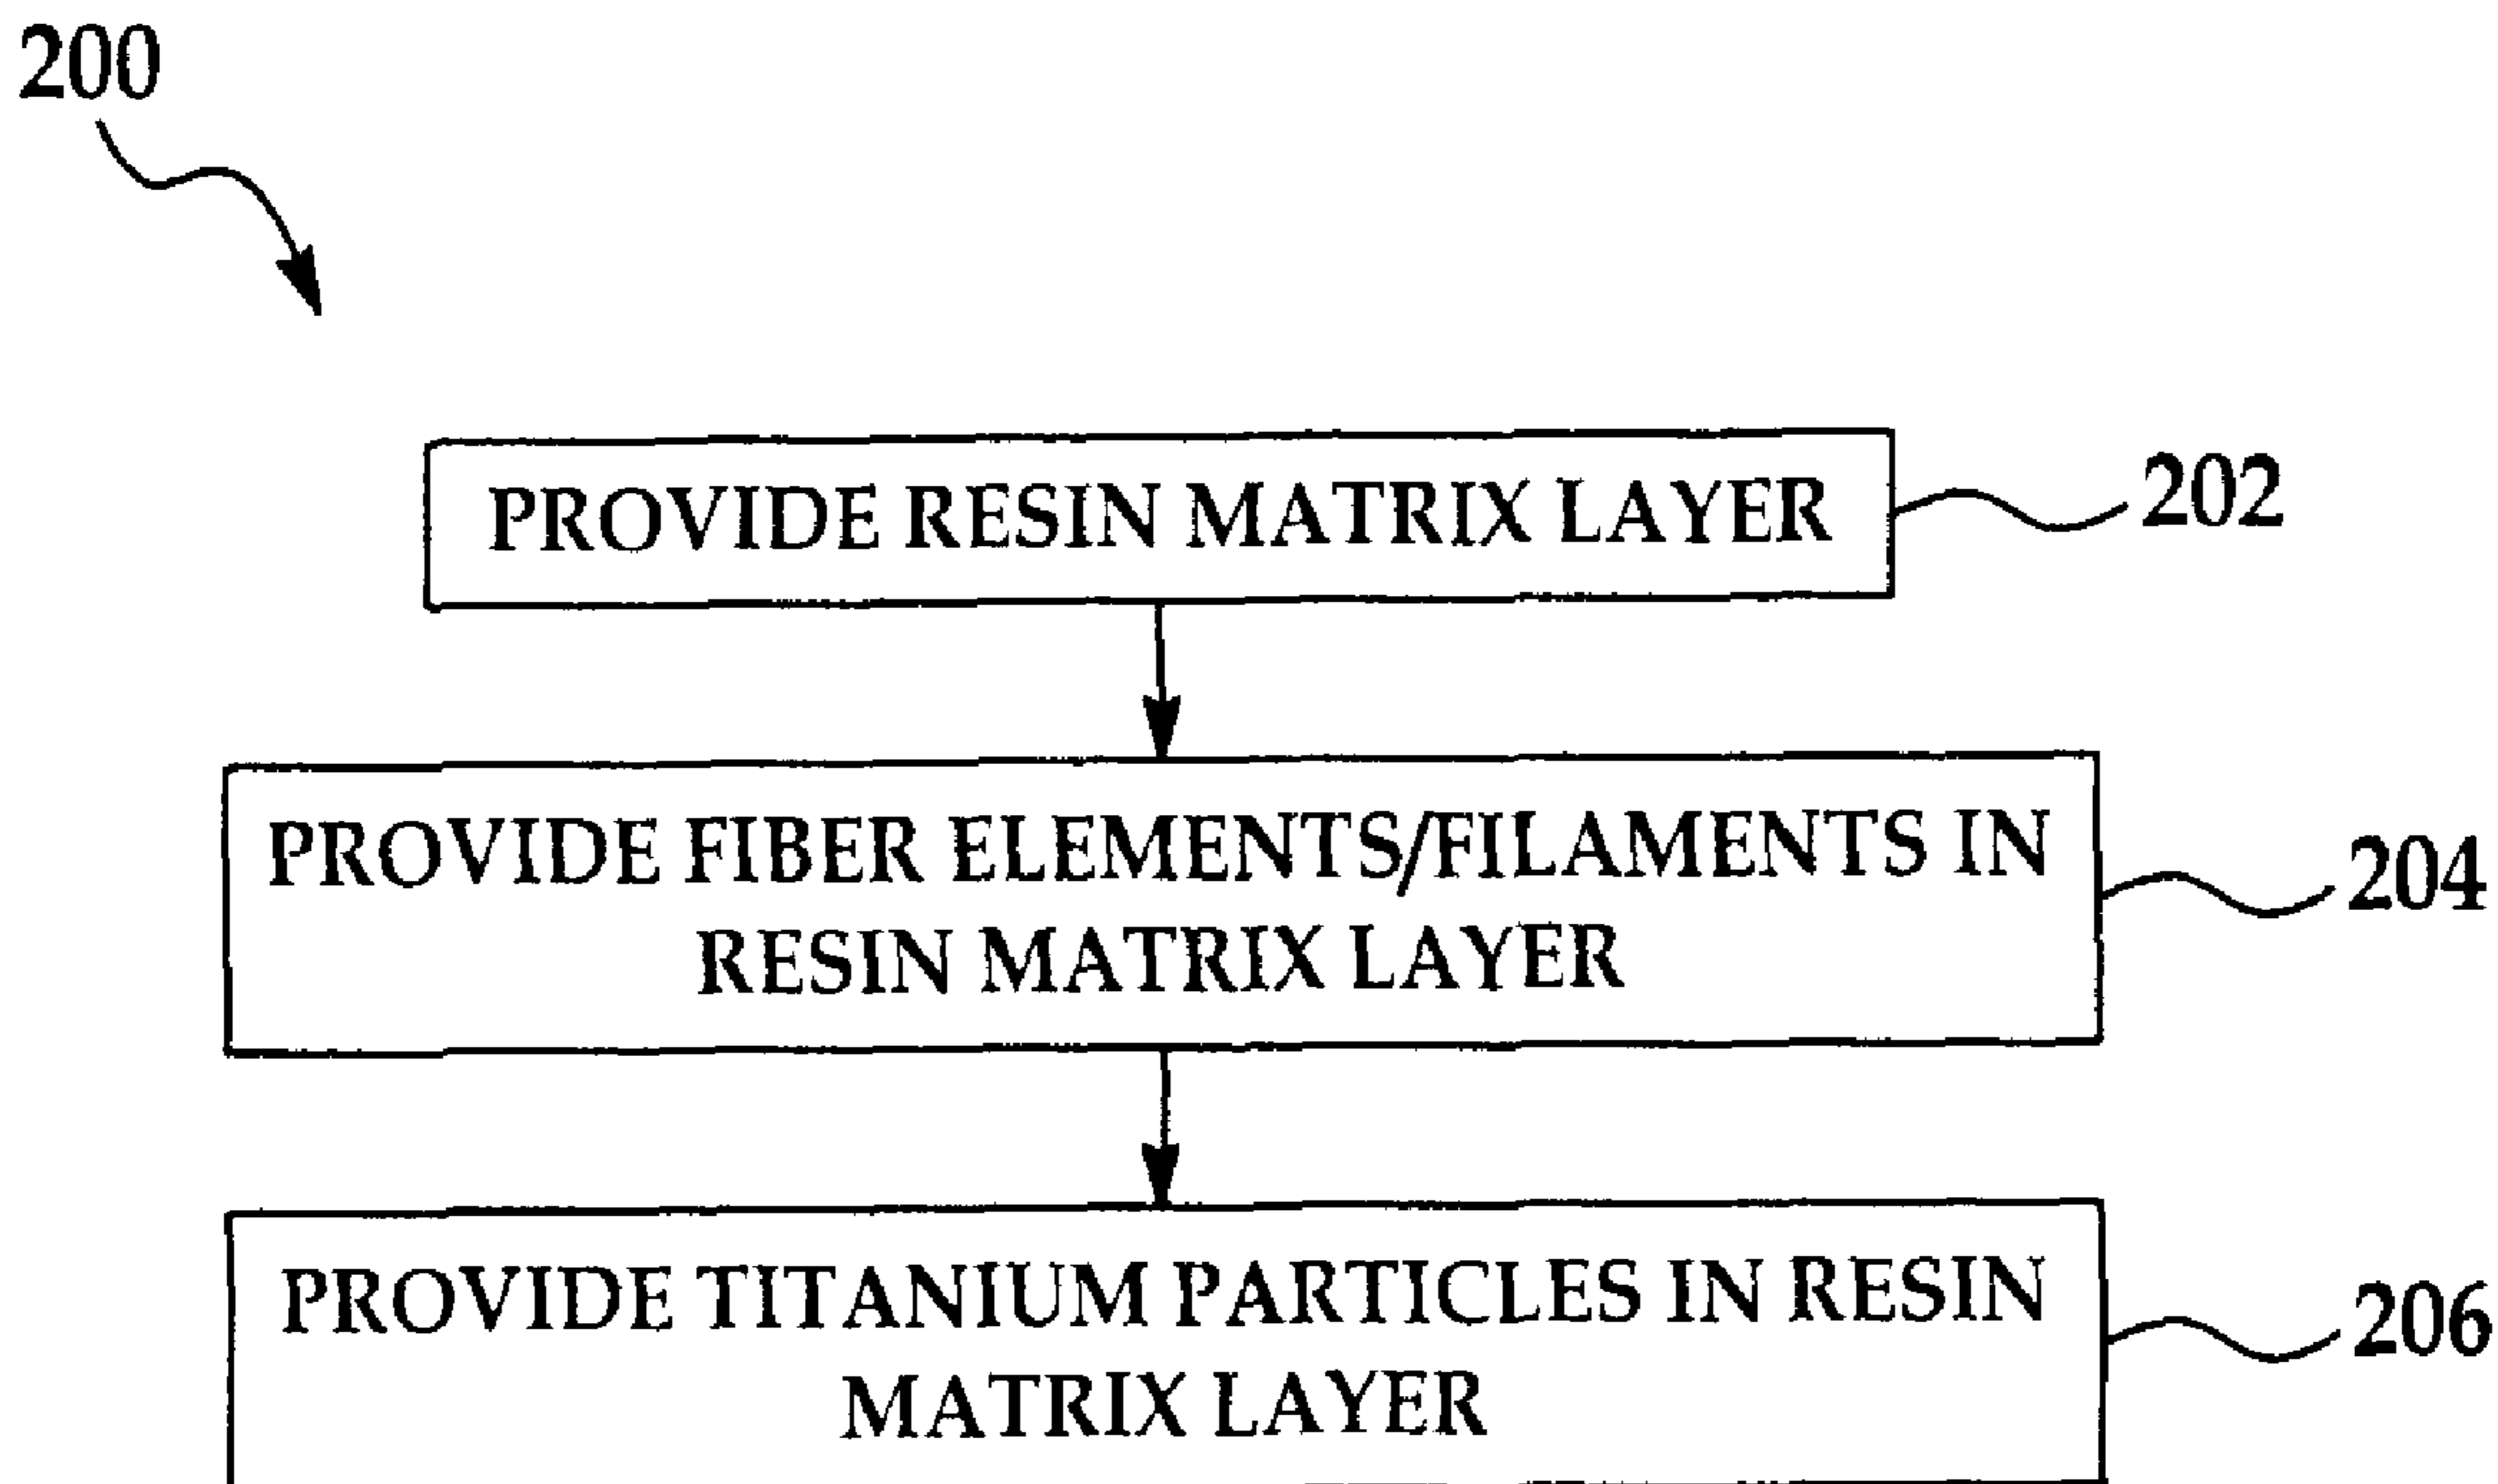 200
PROVIDE RESIN MATRIX LAYER
202
PROVIDE FIBER ELEMENTS/FILAMENTS IN
RESIN MATRIX LAYER
204
PROVIDE TITANIUM PARTICLES IN RESIN
MATRIX LAYER
206